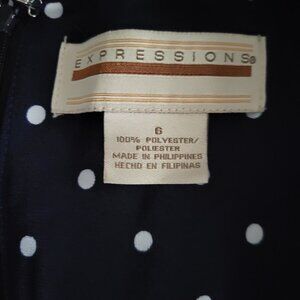 EXPRESSIONS®
6
100% POLYESTER/
POLIESTER
MADE IN PHILIPPINES
HECHO EN FILIPINAS